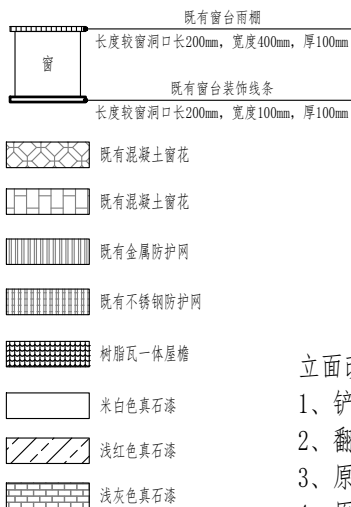 既有窗台雨棚
长度较窗洞口长200mm，宽度400mm，厚100mm
窗
既有窗台装饰线条
长度较窗洞口长200mm，宽度100mm，厚100mm
既有混凝土窗花
既有混凝土窗花
既有金属防护网
既有不锈钢防护网
树脂瓦一体屋檐
米白色真石漆
浅红色真石漆
浅灰色真石漆
立面
1、铲
2、翻
3、原